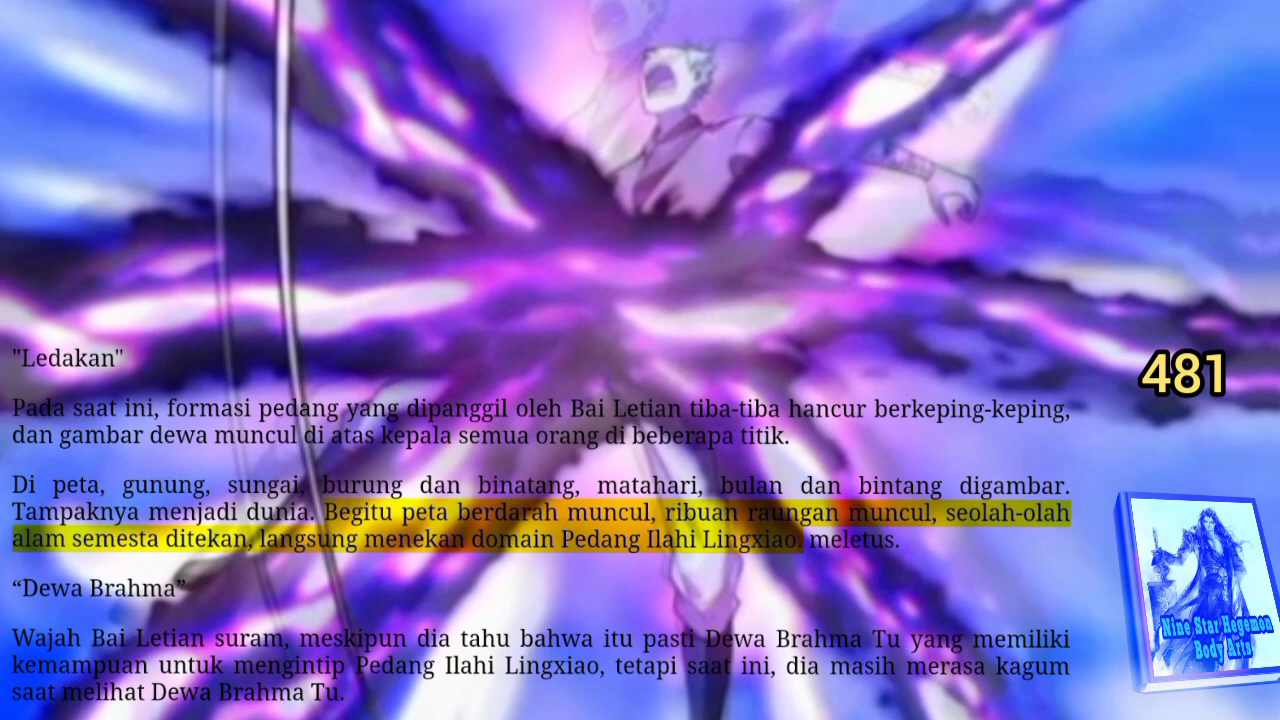 "Ledakan"
Pada saat ini, formasi pedang yang dipanggil oleh Bai Letian tiba-tiba hancur berkeping-keping,
dan gambar dewa muncul di atas kepala semua orang di beberapa titik.
Di peta, gunung, sungai, burung dan binatang, matahari, bulan dan bintang digambar.
Tampaknya menjadi dunia. Begitu peta berdarah muncul, ribuan raungan muncul, seolah-olah
alam semesta ditekan, langsung menekan domain Pedang Ilahi Lingxiao. meletus.
“Dewa Brahma”
Wajah Bai Letian suram, meskipun dia tahu bahwa itu pasti Dewa Brahma Tu yang memiliki
kemampuan untuk mengintip Pedang Ilahi Lingxiao, tetapi saat ini, dia masih merasa kagum
saat melihat Dewa Brahma Tu.
481
Nine Star Hegemon
Body Arts